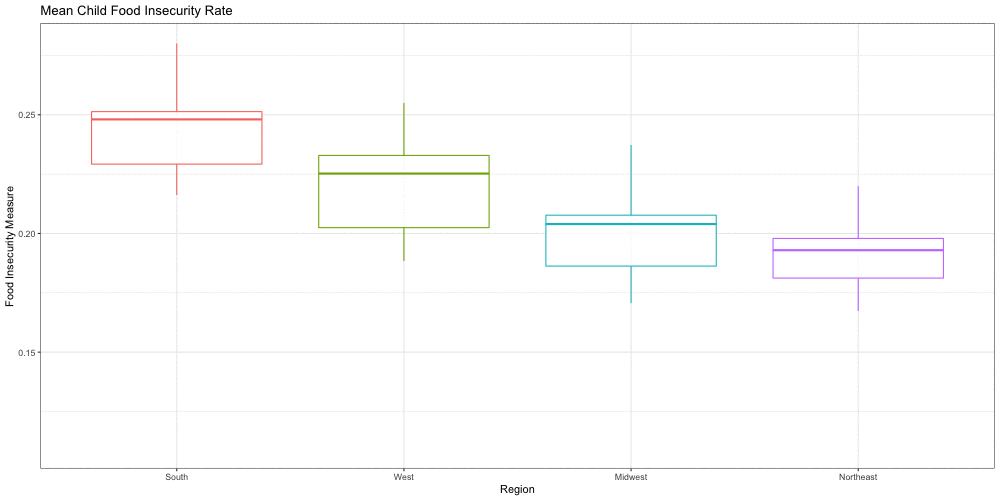 Mean Child Food Insecurity Rate
Food Insecurity Measure
0.25
0.20
0.15
South West Midwest Northeast
Region